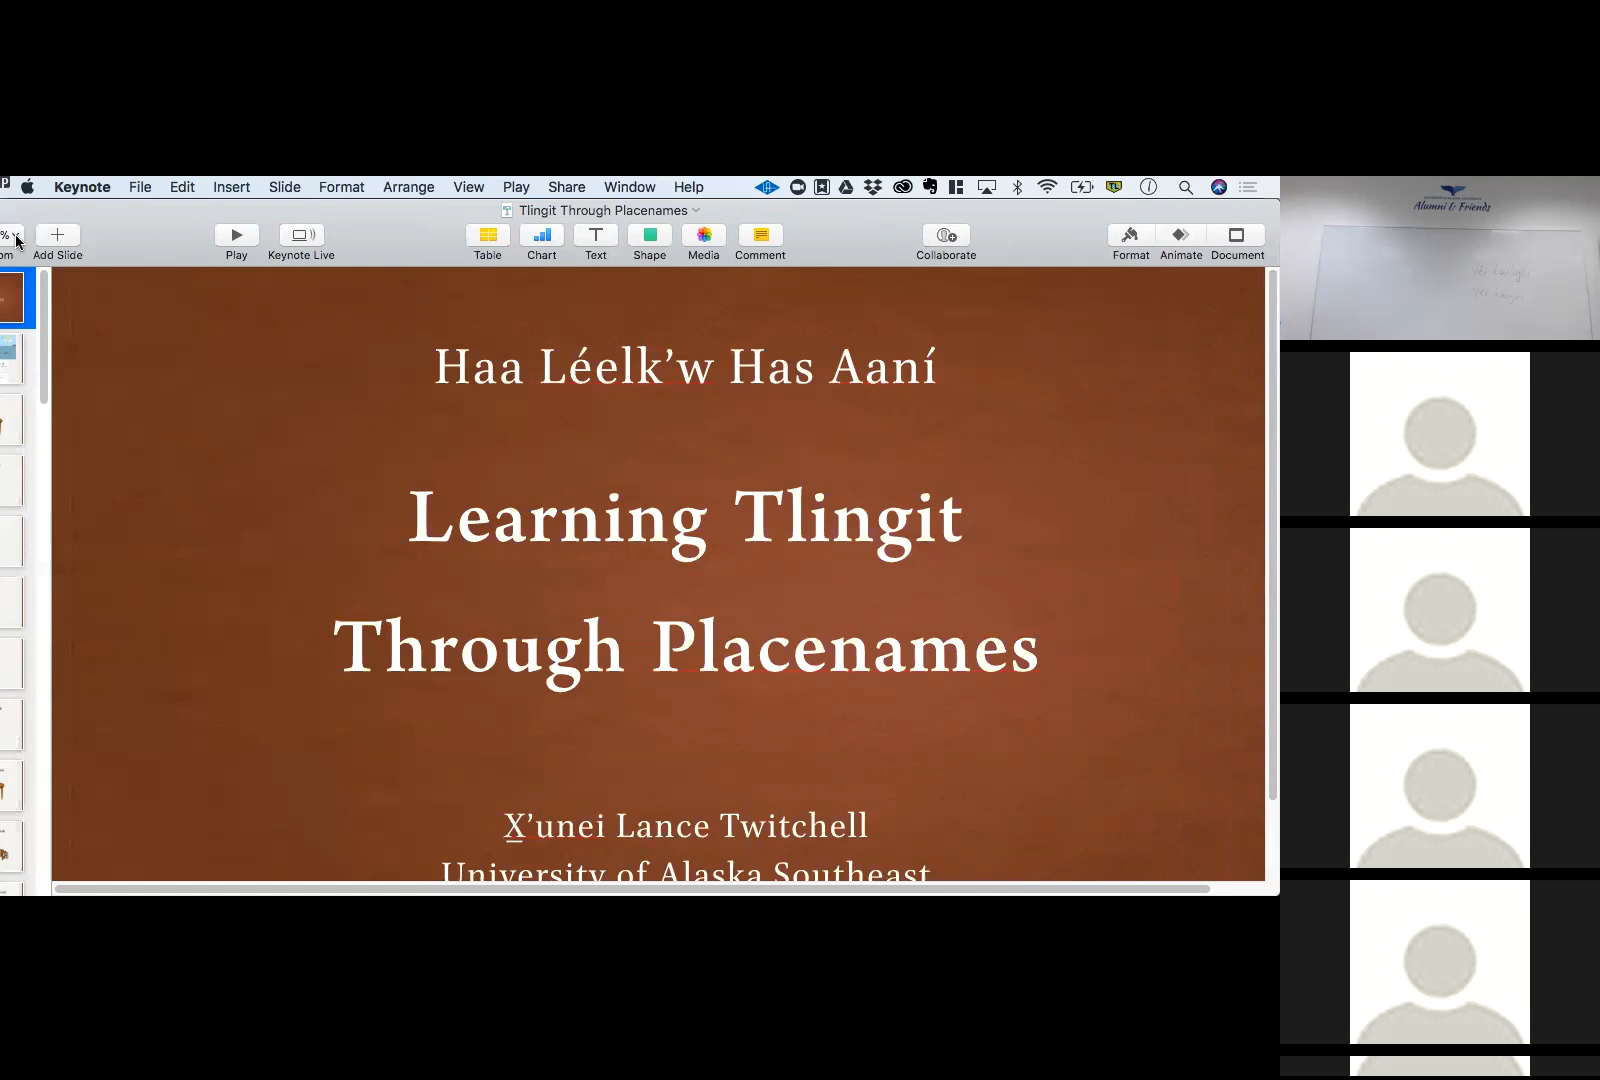 Keynote File Edit Insert Slide Format Arrange View Play Share Window Help
Tlingit Through Placenames
%
Add Slide
Play
Keynote Live
Table
Chart
Text
Shape
Media
Comment
Collaborate
Format
Animate
Document
Haa Léelk’w Has Aaní
Learning Tlingit
Through Placenames
X̲’unei Lance Twitchell
University of Alaska Southeast
Alumni & Friends